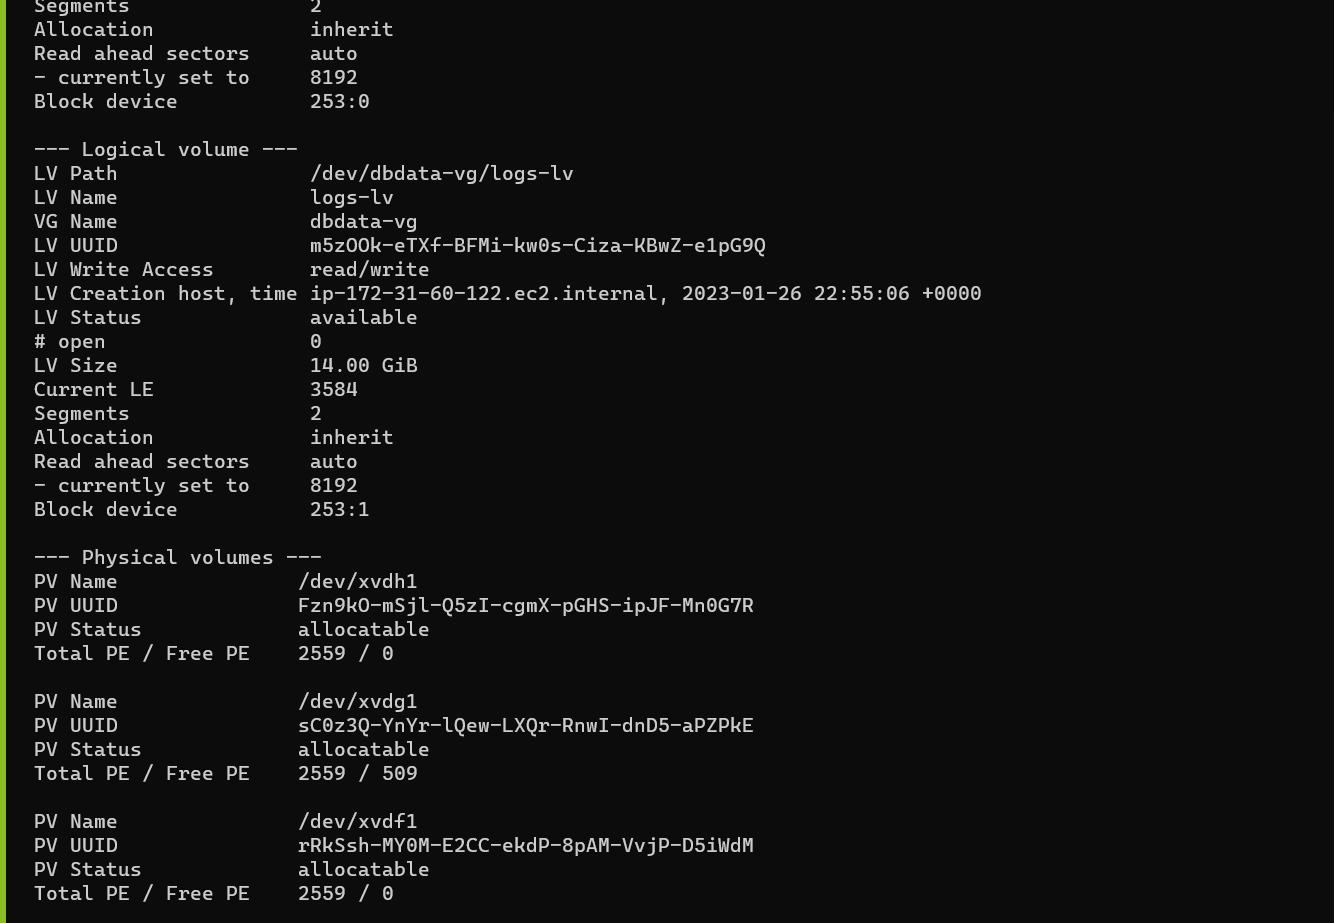 Segments 2
Allocation inherit
Read ahead sectors auto
- currently set to 8192
Block device 253:0
--- Logical volume ---
LV Path /dev/dbdata-vg/logs-lv
LV Name logs-lv
VG Name dbdata-vg
LV UUID m5zOOk-eTXf-BFMi-kw0s-Ciza-KBwZ-e1pG9Q
LV Write Access read/write
LV Creation host, time ip-172-31-60-122.ec2.internal, 2023-01-26 22:55:06 +0000
LV Status available
# open 0
LV Size 14.00 GiB
Current LE 3584
Segments 2
Allocation inherit
Read ahead sectors auto
- currently set to 8192
Block device 253:1
--- Physical volumes ---
PV Name /dev/xvdh1
PV UUID Fzn9kO-mSjl-Q5zI-cgmX-pGHS-ipJF-Mn0G7R
PV Status allocatable
Total PE / Free PE 2559 / 0
PV Name /dev/xvdg1
PV UUID sC0z3Q-YnYr-lQew-LXQr-RnwI-dnD5-aPZPkE
PV Status allocatable
Total PE / Free PE 2559 / 509
PV Name /dev/xvdf1
PV UUID rRkSsh-MY0M-E2CC-ekdP-8pAM-VvjP-D5iWdM
PV Status allocatable
Total PE / Free PE 2559 / 0